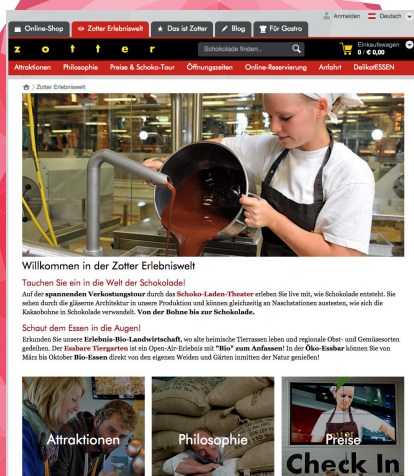 Anmelden Deutsch
Online-Shop Zotter Erlebniswelt Das ist Zotter Blog Für Gastro
zotter Schokolade finden.. Einkaufswagen
0 / € 0,00
Attraktionen Philosophie Preise & Schoko-Tour Öffnungszeiten Online-Reservierung Anfahrt DelikatESSEN
Zotter Erlebniswelt
Willkommen in der Zotter Erlebniswelt
Tauchen Sie ein in die Welt der Schokolade!
Auf der spannenden Verkostungstour durch das Schoko-Laden-Theater erleben Sie live mit, wie Schokolade entsteht. Sie
sehen durch die gläserne Architektur in unsere Produktion und können gleichzeitig an Naschstationen austesten, wie sich die
Kakaobohne in Schokolade verwandelt. Von der Bohne bis zur Schokolade.
Schaut dem Essen in die Augen!
Erkunden Sie unsere Erlebnis-Bio-Landwirtschaft, wo alte heimische Tierrassen leben und regionale Obst- und Gemüsesorten
gedeihen. Der Essbare Tiergarten ist ein Open-Air-Erlebnis mit "Bio" zum Anfassen! In der Öko-Essbar können Sie von
März bis Oktober Bio-Essen direkt von den eigenen Weiden und Gärten inmitten der Natur genießen!
Attraktionen Philosophie Preise
Check In